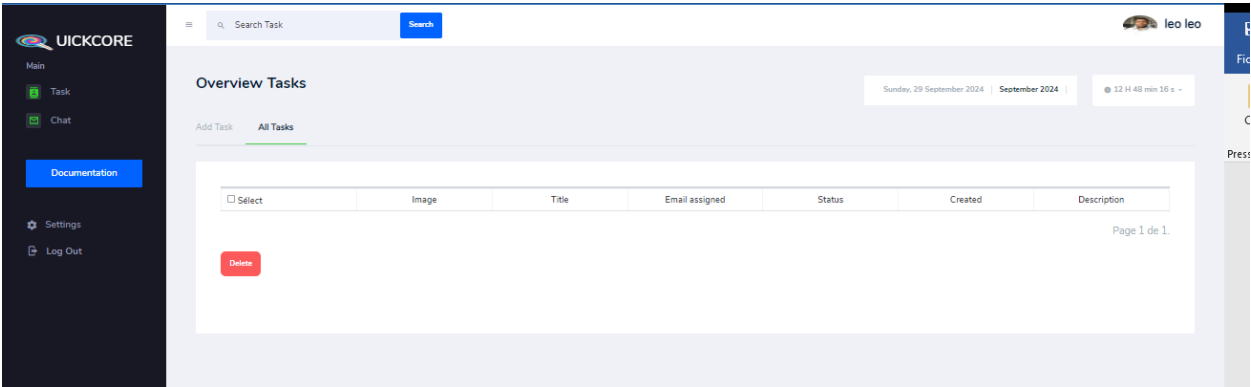 UICKCORE
Main
Task
Chat
Documentation
Settings
Log Out
Search Task
Search
leo leo
Overview Tasks
Sunday, 29 September 2024 | September 2024 |
12 H 48 min 16 s
Add Task
All Tasks
Sélect
Image
Title
Email assigned
Status
Created
Description
Page 1 de 1.
Delete